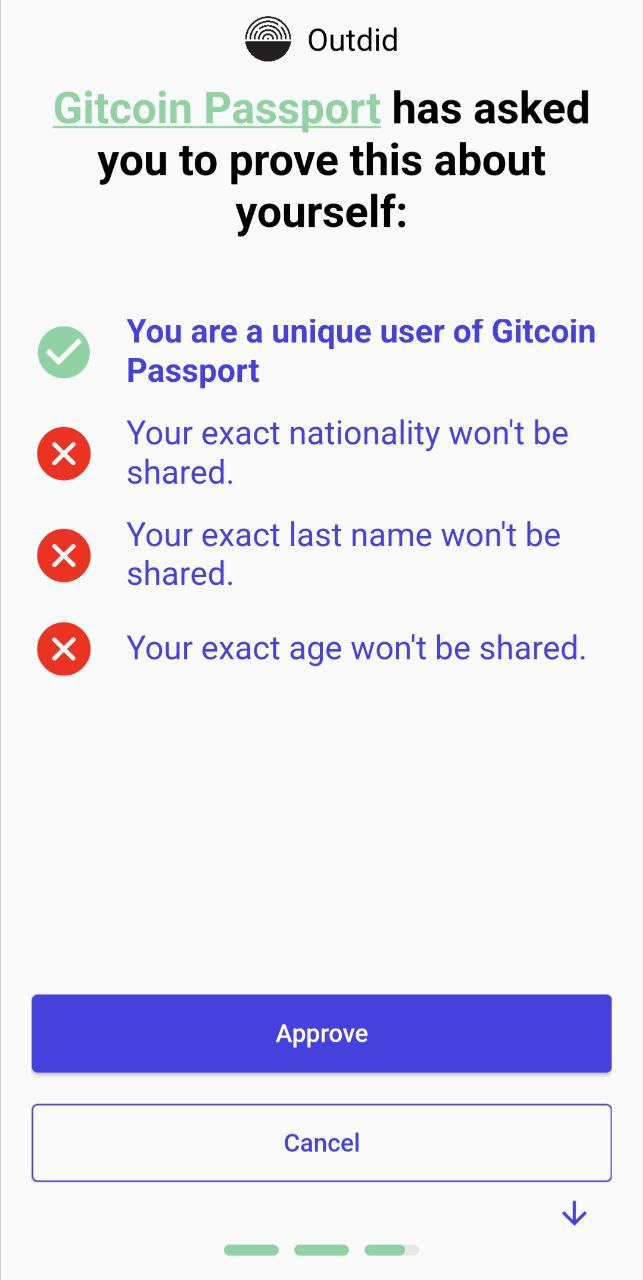 Outdid
Gitcoin Passport has asked
you to prove this about
yourself:
You are a unique user of Gitcoin
Passport
Your exact nationality won't be
shared.
Your exact last name won't be
shared.
Your exact age won't be shared.
Approve
Cancel